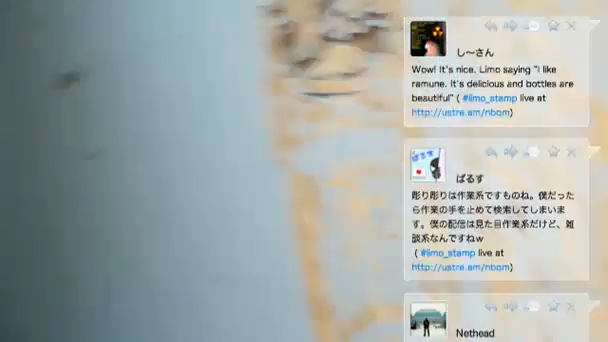 し〜さん
Wow! It's nice. Limo saying "I like
ramune. It's delicious and bottles are
beautiful" ( #limo_stamp live at
http://ustre.am/nbqm)
ぱるす
彫り彫りは作業系ですものね。僕だった
ら作業の手を止めて検索してしまいま
す。僕の配信は見た目作業系だけど、雑
談系なんですねｗ
( #limo_stamp live at
http://ustre.am/nbqm)
Nethead